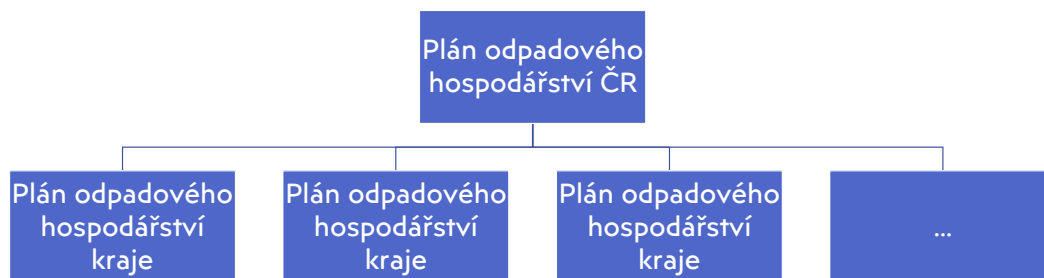 Plán odpadového
hospodářství ČR
Plán odpadového
hospodářství
kraje
Plán odpadového
hospodářství
kraje
Plán odpadového
hospodářství
kraje
...